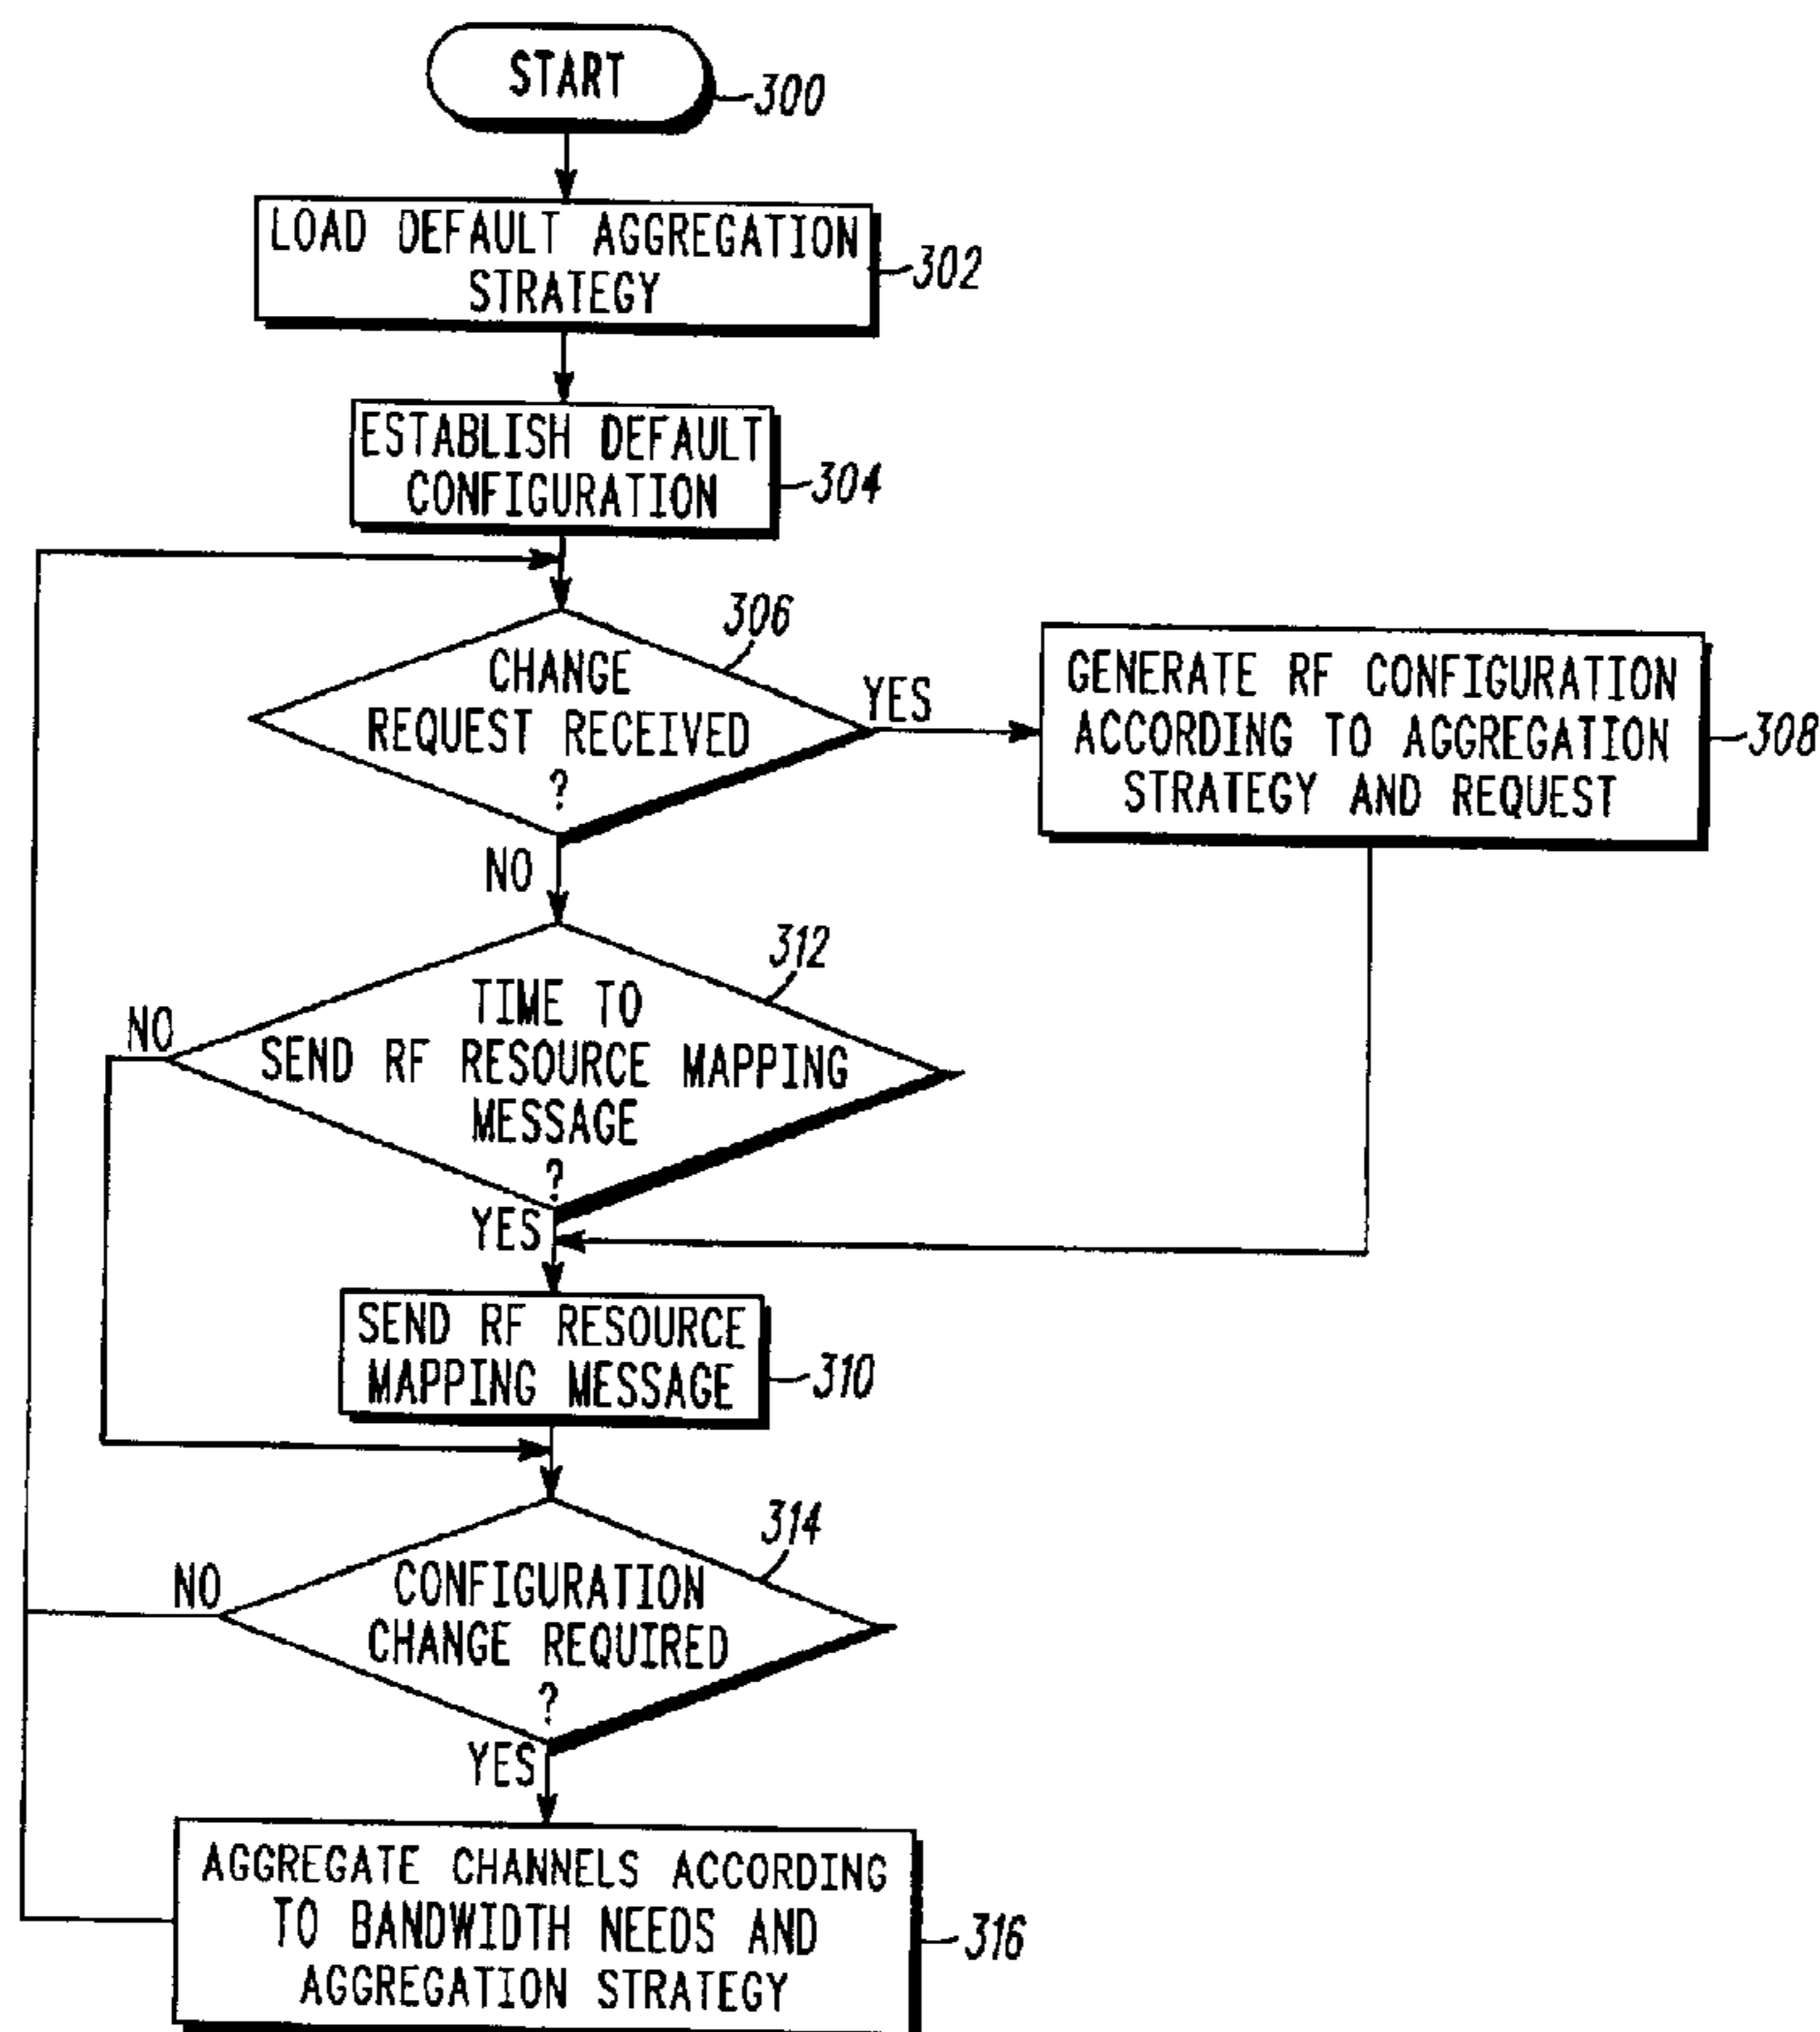 START
300
LOAD DEFAULT AGGREGATION
STRATEGY
302
ESTABLISH DEFAULT
CONFIGURATION
304
306
CHANGE
REQUEST RECEIVED
?
YES
GENERATE RF CONFIGURATION
ACCORDING TO AGGREGATION
STRATEGY AND REQUEST
308
NO
312
TIME TO
SEND RF RESOURCE MAPPING
MESSAGE
?
NO
YES
SEND RF RESOURCE
MAPPING MESSAGE
310
314
CONFIGURATION
CHANGE REQUIRED
?
NO
YES
AGGREGATE CHANNELS ACCORDING
TO BANDWIDTH NEEDS AND
AGGREGATION STRATEGY
316